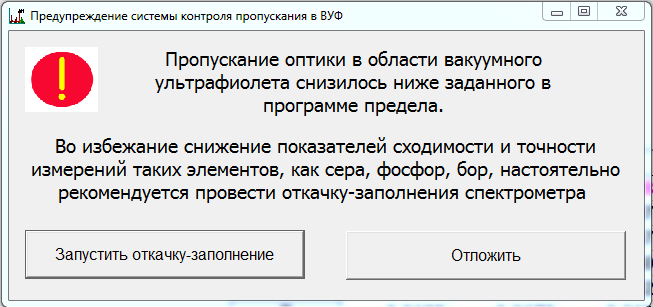 Предупреждение системы контроля пропускания в ВУФ
Пропускание оптики в области вакуумного
ультрафиолета снизилось ниже заданного в
программе предела.
Во избежание снижение показателей сходимости и точности
измерений таких элементов, как сера, фосфор, бор, настоятельно
рекомендуется провести откачку-заполнения спектрометра
Запустить откачку-заполнение
Отложить